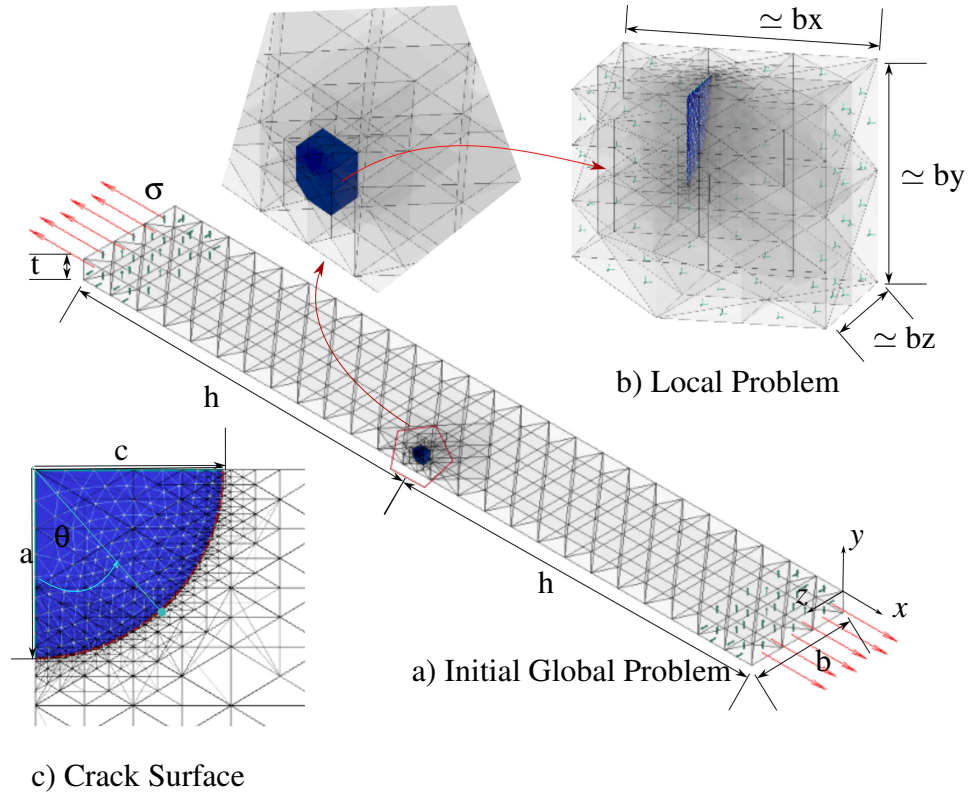 ≃ bx
≃ by
≃ bz
b) Local Problem
σ
t
h
h
c
a
θ
y
z
x
b
a) Initial Global Problem
c) Crack Surface